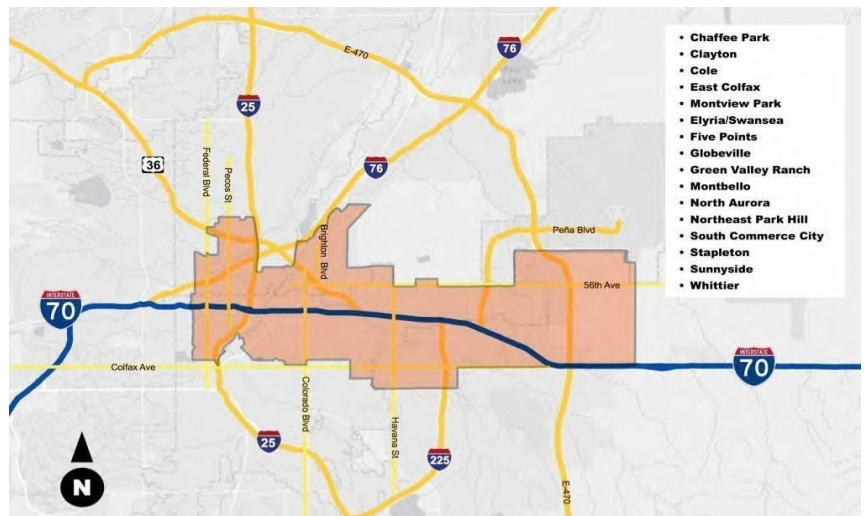 E-470
76
25
36
Federal Blvd
Pecos St
76
Brighton Blvd
Peña Blvd
56th Ave
INTERSTATE
70
Colfax Ave
Colorado Blvd
Havana St
INTERSTATE
70
25
225
E-470
N
• Chaffee Park
• Clayton
• Cole
• East Colfax
• Montview Park
• Elyria/Swansea
• Five Points
• Globeville
• Green Valley Ranch
• Montbello
• North Aurora
• Northeast Park Hill
• South Commerce City
• Stapleton
• Sunnyside
• Whittier